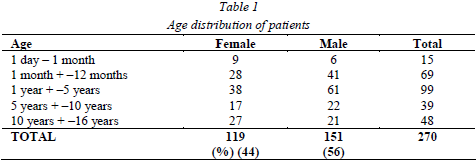 Table 1
Age distribution of patients
Age Female Male Total
1 day – 1 month 9 6 15
1 month + –12 months 28 41 69
1 year + –5 years 38 61 99
5 years + –10 years 17 22 39
10 years + –16 years 27 21 48
TOTAL 119 151 270
(%) (44) (56)